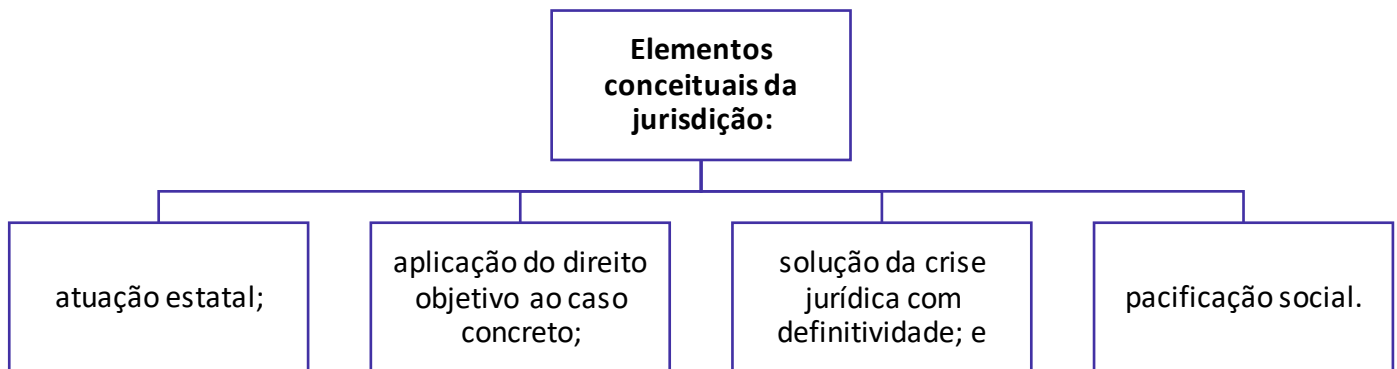 Elementos
conceituais da
jurisdição:
atuação estatal;
aplicação do direito
objetivo ao caso
concreto;
solução da crise
jurídica com
definitividade; e
pacificação social.